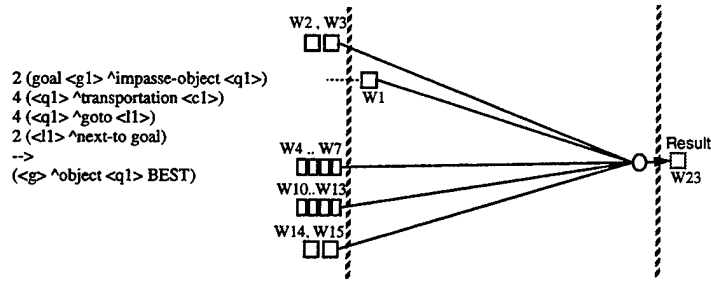 W2 , W3
2 (goal <g1> ^impasse-object <q1>)
4 (<q1> ^transportation <c1>)
W1
4 (<q1> ^goto <l1>)
2 (<l1> ^next-to goal)
W4 .. W7
Result
-->
(<g> ^object <q1> BEST)
W10..W13
W23
W14 , W15